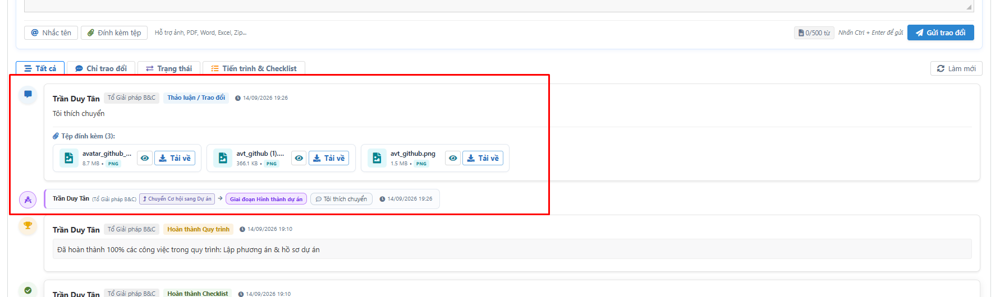 Nhắc tên
Đính kèm tệp
Hỗ trợ ảnh, PDF, Word, Excel, Zip...
0/500 từ
Nhấn Ctrl + Enter để gửi
Gửi trao đổi
Tất cả
Chỉ trao đổi
Trạng thái
Tiến trình & Checklist
Làm mới
Trần Duy Tân Tổ Giải pháp B&C Thảo luận / Trao đổi 14/09/2026 19:26
Tôi thích chuyển
Tệp đính kèm (3):
avatar_github_...
8.7 MB • PNG
Tải về
avt_github (1)....
366.1 KB • PNG
Tải về
avt_github.png
1.5 MB • PNG
Tải về
Trần Duy Tân (Tổ Giải pháp B&C) Chuyển Cơ hội sang Dự án → Giai đoạn Hình thành dự án Tôi thích chuyển 14/09/2026 19:26
Trần Duy Tân Tổ Giải pháp B&C Hoàn thành Quy trình 14/09/2026 19:10
Đã hoàn thành 100% các công việc trong quy trình: Lập phương án & hồ sơ dự án
Trần Duy Tân Tổ Giải pháp B&C Hoàn thành Checklist 14/09/2026 19:10